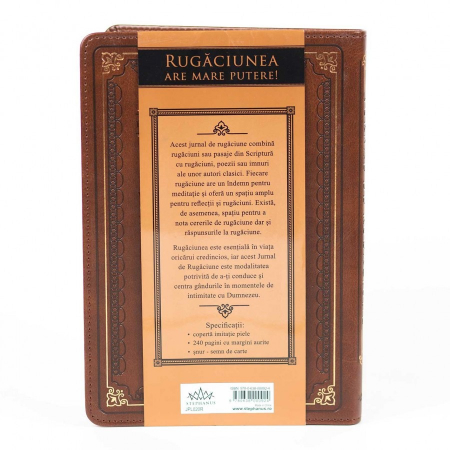 RUGĂCIUNEA
ARE MARE PUTERE!
Acest jurnal de rugăciune combină
rugăciuni sau pasaje din Scriptură
cu rugăciuni, poezii sau imnuri
ale unor autori clasici. Fiecare
rugăciune are un îndemn pentru
meditație și oferă un spațiu amplu
pentru reflecții și rugăciuni. Există,
de asemenea, spațiu pentru a
nota cererile de rugăciune dar și
răspunsurile la rugăciune.
Rugăciunea este esențială în viața
oricărui credincios, iar acest Jurnal
de Rugăciune este modalitatea
potrivită de a-ți conduce și
centra gândurile în momentele de
intimitate cu Dumnezeu.
Specificații:
• copertă imitație piele
• 240 pagini cu margini aurite
• șnur - semn de carte
STEPHANUS
JRLG005
www.stephanus.ro